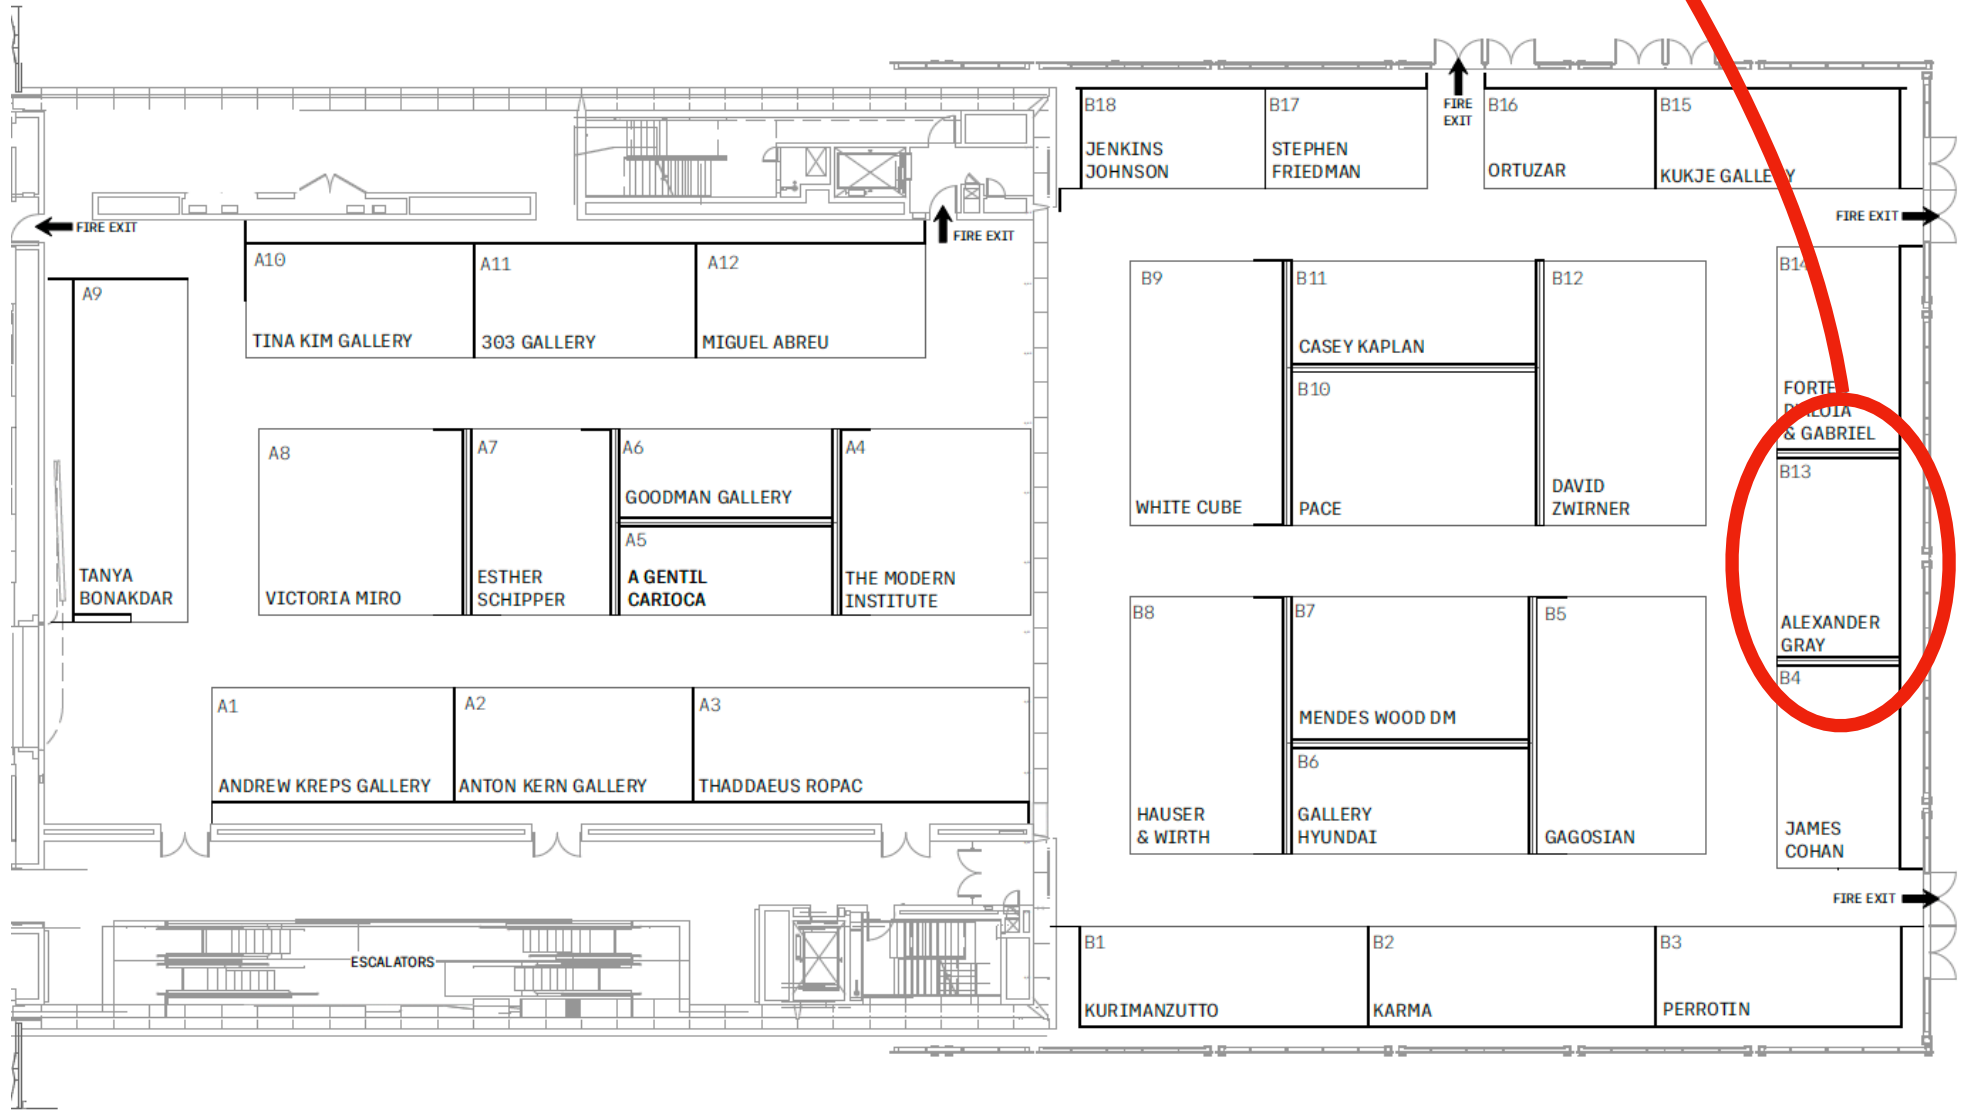 B18
JENKINS
JOHNSON
B17
STEPHEN
FRIEDMAN
FIRE
EXIT
B16
ORTUZAR
B15
KUKJE GALLERY
FIRE EXIT
FIRE EXIT
FIRE EXIT
A9
TANYA
BONAKDAR
A10
TINA KIM GALLERY
A11
303 GALLERY
A12
MIGUEL ABREU
B9
WHITE CUBE
B11
CASEY KAPLAN
B10
PACE
B12
DAVID
ZWIRNER
B14
FORTES
& GABRIEL
B13
ALEXANDER
GRAY
A8
VICTORIA MIRO
A7
ESTHER
SCHIPPER
A6
GOODMAN GALLERY
A5
A GENTIL
CARIOCA
A4
THE MODERN
INSTITUTE
B8
HAUSER
& WIRTH
B7
MENDES WOOD DM
B6
GALLERY
HYUNDAI
B5
GAGOSIAN
B4
JAMES
COHAN
A1
ANDREW KREPS GALLERY
A2
ANTON KERN GALLERY
A3
THADDAEUS ROPAC
FIRE EXIT
ESCALATORS
B1
KURIMANZUTTO
B2
KARMA
B3
PERROTIN